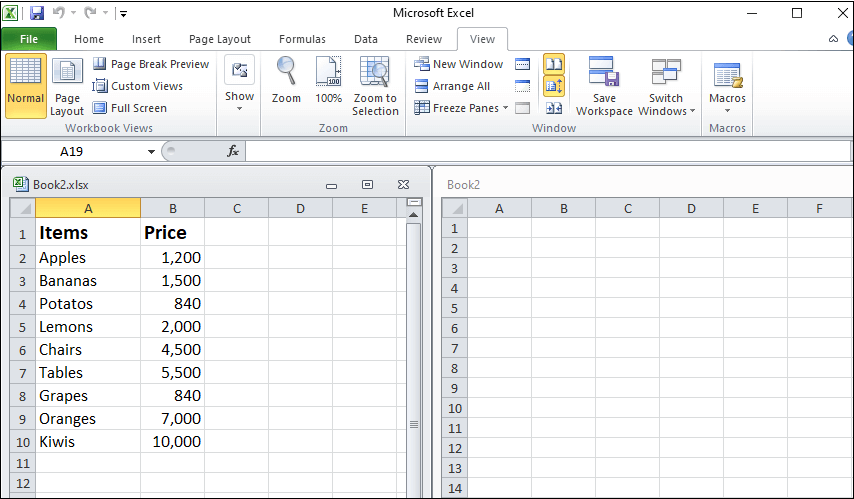 Microsoft Excel
File Home Insert Page Layout Formulas Data Review View
Normal
Page Layout
Page Break Preview
Custom Views
Full Screen
Workbook Views
Show
Zoom
100
100%
Zoom to Selection
Zoom
New Window
Arrange All
Freeze Panes
Save Workspace
Switch Windows
Window
Macros
Macros
A19 fx
Book2.xlsx
A B C D E
1 Items Price
2 Apples 1,200
3 Bananas 1,500
4 Potatos 840
5 Lemons 2,000
6 Chairs 4,500
7 Tables 5,500
8 Grapes 840
9 Oranges 7,000
10 Kiwis 10,000
11
12
Book2
A B C D E F
1
2
3
4
5
6
7
8
9
10
11
12
13
14